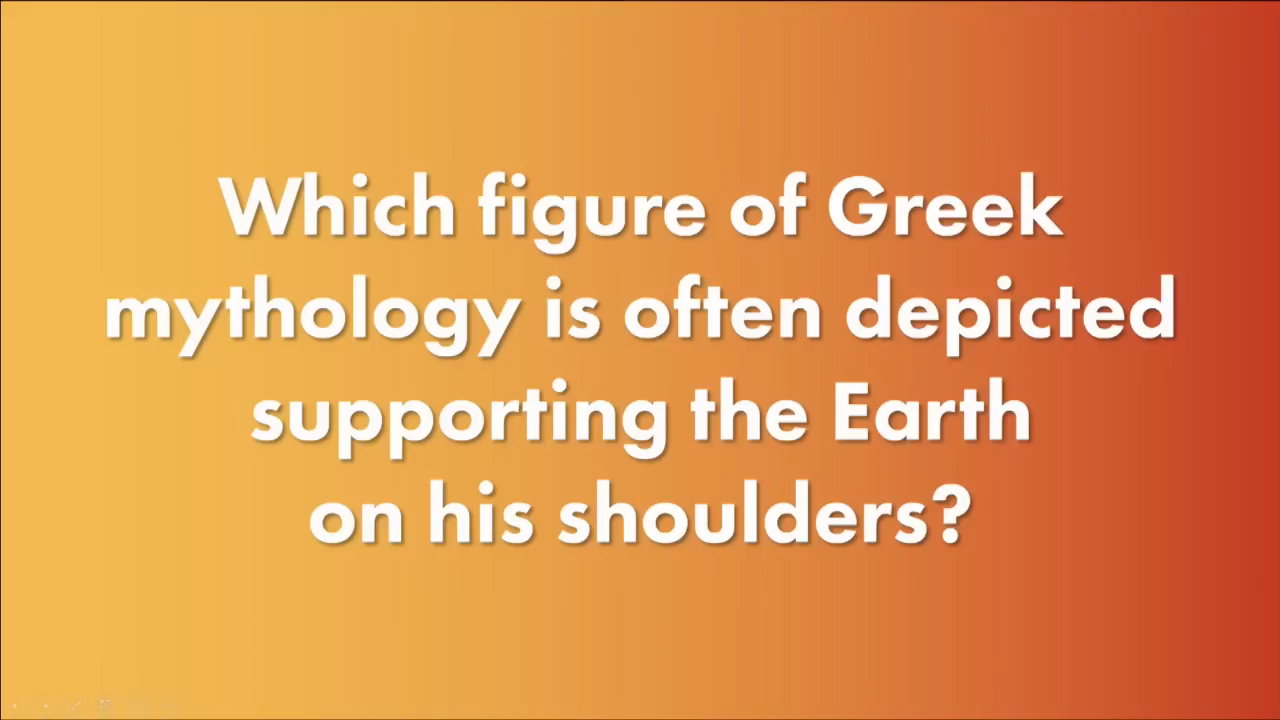 Which figure of Greek
mythology is often depicted
supporting the Earth
on his shoulders?